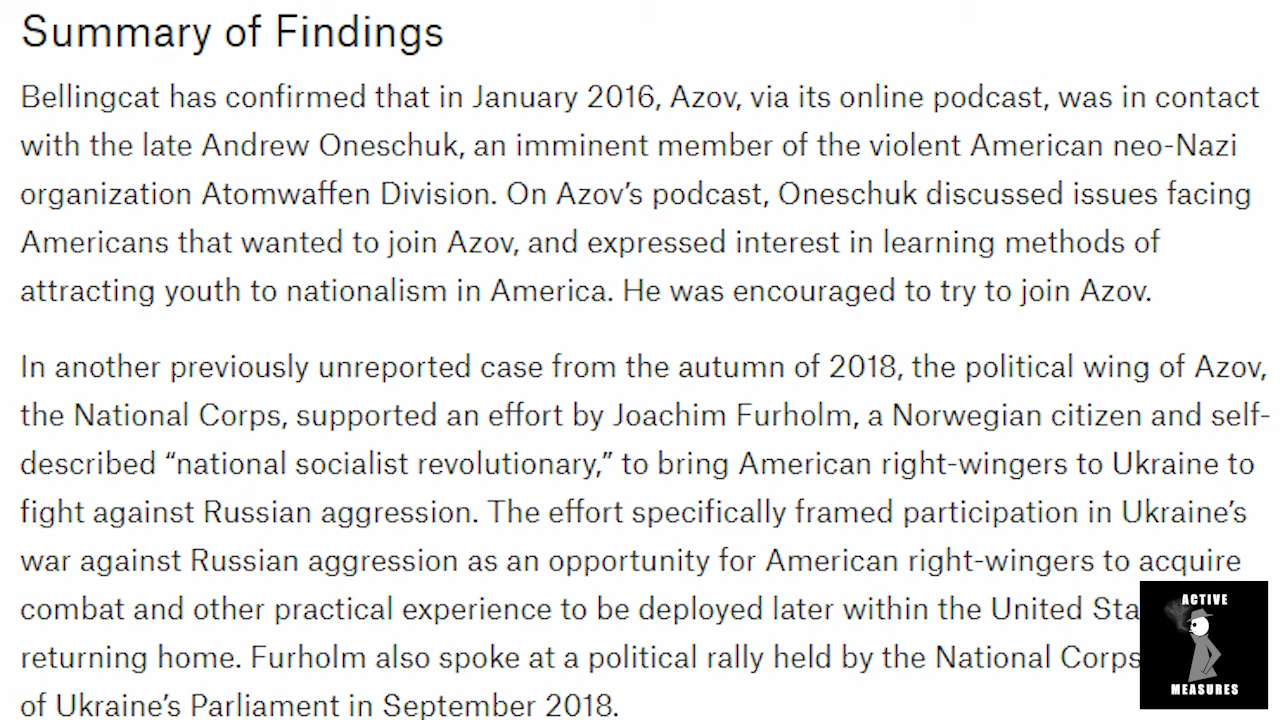 Summary of Findings
Bellingcat has confirmed that in January 2016, Azov, via its online podcast, was in contact
with the late Andrew Oneschuk, an imminent member of the violent American neo-Nazi
organization Atomwaffen Division. On Azov’s podcast, Oneschuk discussed issues facing
Americans that wanted to join Azov, and expressed interest in learning methods of
attracting youth to nationalism in America. He was encouraged to try to join Azov.
In another previously unreported case from the autumn of 2018, the political wing of Azov,
the National Corps, supported an effort by Joachim Furholm, a Norwegian citizen and self-
described “national socialist revolutionary,” to bring American right-wingers to Ukraine to
fight against Russian aggression. The effort specifically framed participation in Ukraine’s
war against Russian aggression as an opportunity for American right-wingers to acquire
combat and other practical experience to be deployed later within the United Sta
returning home. Furholm also spoke at a political rally held by the National Corps
of Ukraine’s Parliament in September 2018.
ACTIVE
MEASURES